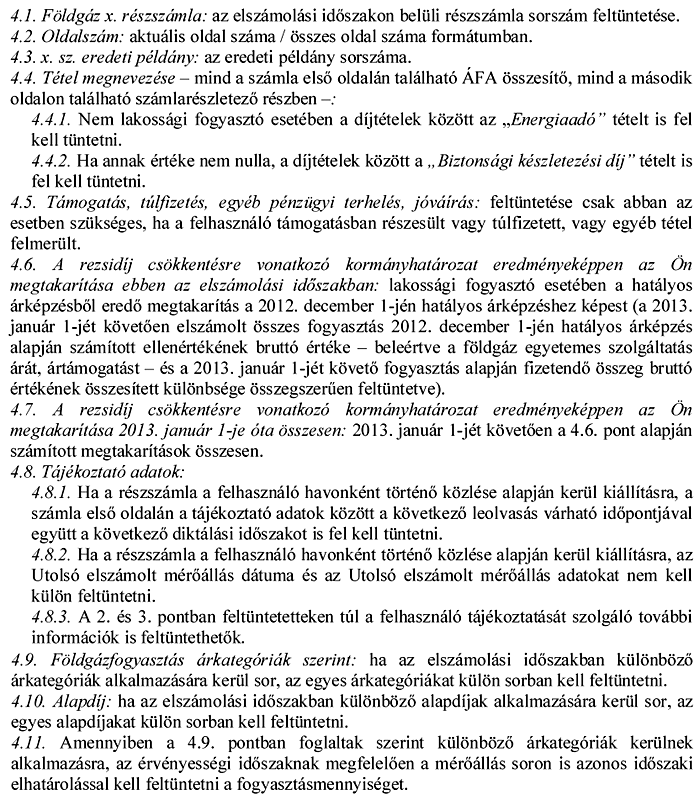 4.1. Földgáz x. részszámla: az elszámolási időszakon belüli részszámla sorszám feltüntetése.
4.2. Oldalszám: aktuális oldal száma / összes oldal száma formátumban.
4.3. x. sz. eredeti példány: az eredeti példány sorszáma.
4.4. Tétel megnevezése – mind a számla első oldalán található ÁFA összesítő, mind a második
oldalon található számlarészletező részben –:
4.4.1. Nem lakossági fogyasztó esetében a díjtételek között az „Energiaadó” tételt is fel
kell tüntetni.
4.4.2. Ha annak értéke nem nulla, a díjtételek között a „Biztonsági készletezési díj” tételt is
fel kell tüntetni.
4.5. Támogatás, túlfizetés, egyéb pénzügyi terhelés, jóváírás: feltüntetése csak abban az
esetben szükséges, ha a felhasználó támogatásban részesült vagy túlfizetett, vagy egyéb tétel
felmerült.
4.6. A rezsidíj csökkentésre vonatkozó kormányhatározat eredményeképpen az Ön
megtakarítása ebben az elszámolási időszakban: lakossági fogyasztó esetében a hatályos
árképzésből eredő megtakarítás a 2012. december 1-jén hatályos árképzéshez képest (a 2013.
január 1-jét követően elszámolt összes fogyasztás 2012. december 1-jén hatályos árképzés
alapján számított ellenértékének bruttó értéke – beleértve a földgáz egyetemes szolgáltatás
árát, ártámogatást – és a 2013. január 1-jét követő fogyasztás alapján fizetendő összeg bruttó
értékének összesített különbsége összegszerűen feltüntetve).
4.7. A rezsidíj csökkentésre vonatkozó kormányhatározat eredményeképpen az Ön
megtakarítása 2013. január 1-je óta összesen: 2013. január 1-jét követően a 4.6. pont alapján
számított megtakarítások összesen.
4.8. Tájékoztató adatok:
4.8.1. Ha a részszámla a felhasználó havonként történő közlése alapján kerül kiállításra, a
számla első oldalán a tájékoztató adatok között a következő leolvasás várható időpontjával
együtt a következő diktálási időszakot is fel kell tüntetni.
4.8.2. Ha a részszámla a felhasználó havonként történő közlése alapján kerül kiállításra, az
Utolsó elszámolt mérőállás dátuma és az Utolsó elszámolt mérőállás adatokat nem kell
külön feltüntetni.
4.8.3. A 2. és 3. pontban feltüntetetteken túl a felhasználó tájékoztatását szolgáló további
információk is feltüntethetők.
4.9. Földgázfogyasztás árkategóriák szerint: ha az elszámolási időszakban különböző
árkategóriák alkalmazására kerül sor, az egyes árkategóriákat külön sorban kell feltüntetni.
4.10. Alapdíj: ha az elszámolási időszakban különböző alapdíjak alkalmazására kerül sor, az
egyes alapdíjakat külön sorban kell feltüntetni.
4.11. Amennyiben a 4.9. pontban foglaltak szerint különböző árkategóriák kerülnek
alkalmazásra, az érvényességi időszaknak megfelelően a mérőállás soron is azonos időszaki
elhatárolással kell feltüntetni a fogyasztásmennyiséget.